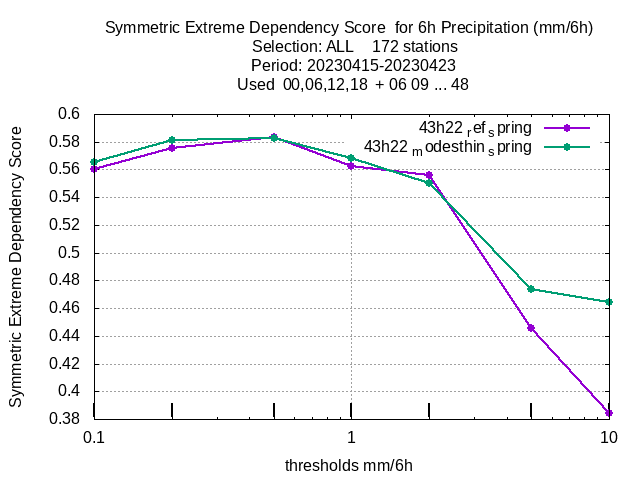 Symmetric Extreme Dependency Score  for 6h Precipitation (mm/6h)
Selection: ALL    172 stations
Period: 20230415-20230423
Used  00,06,12,18  + 06 09 ... 48
Symmetric Extreme Dependency Score
0.6
0.58
0.56
0.54
0.52
0.5
0.48
0.46
0.44
0.42
0.4
0.38
43h22 ref spring
43h22 modesthin spring
0.1 1 10
thresholds mm/6h